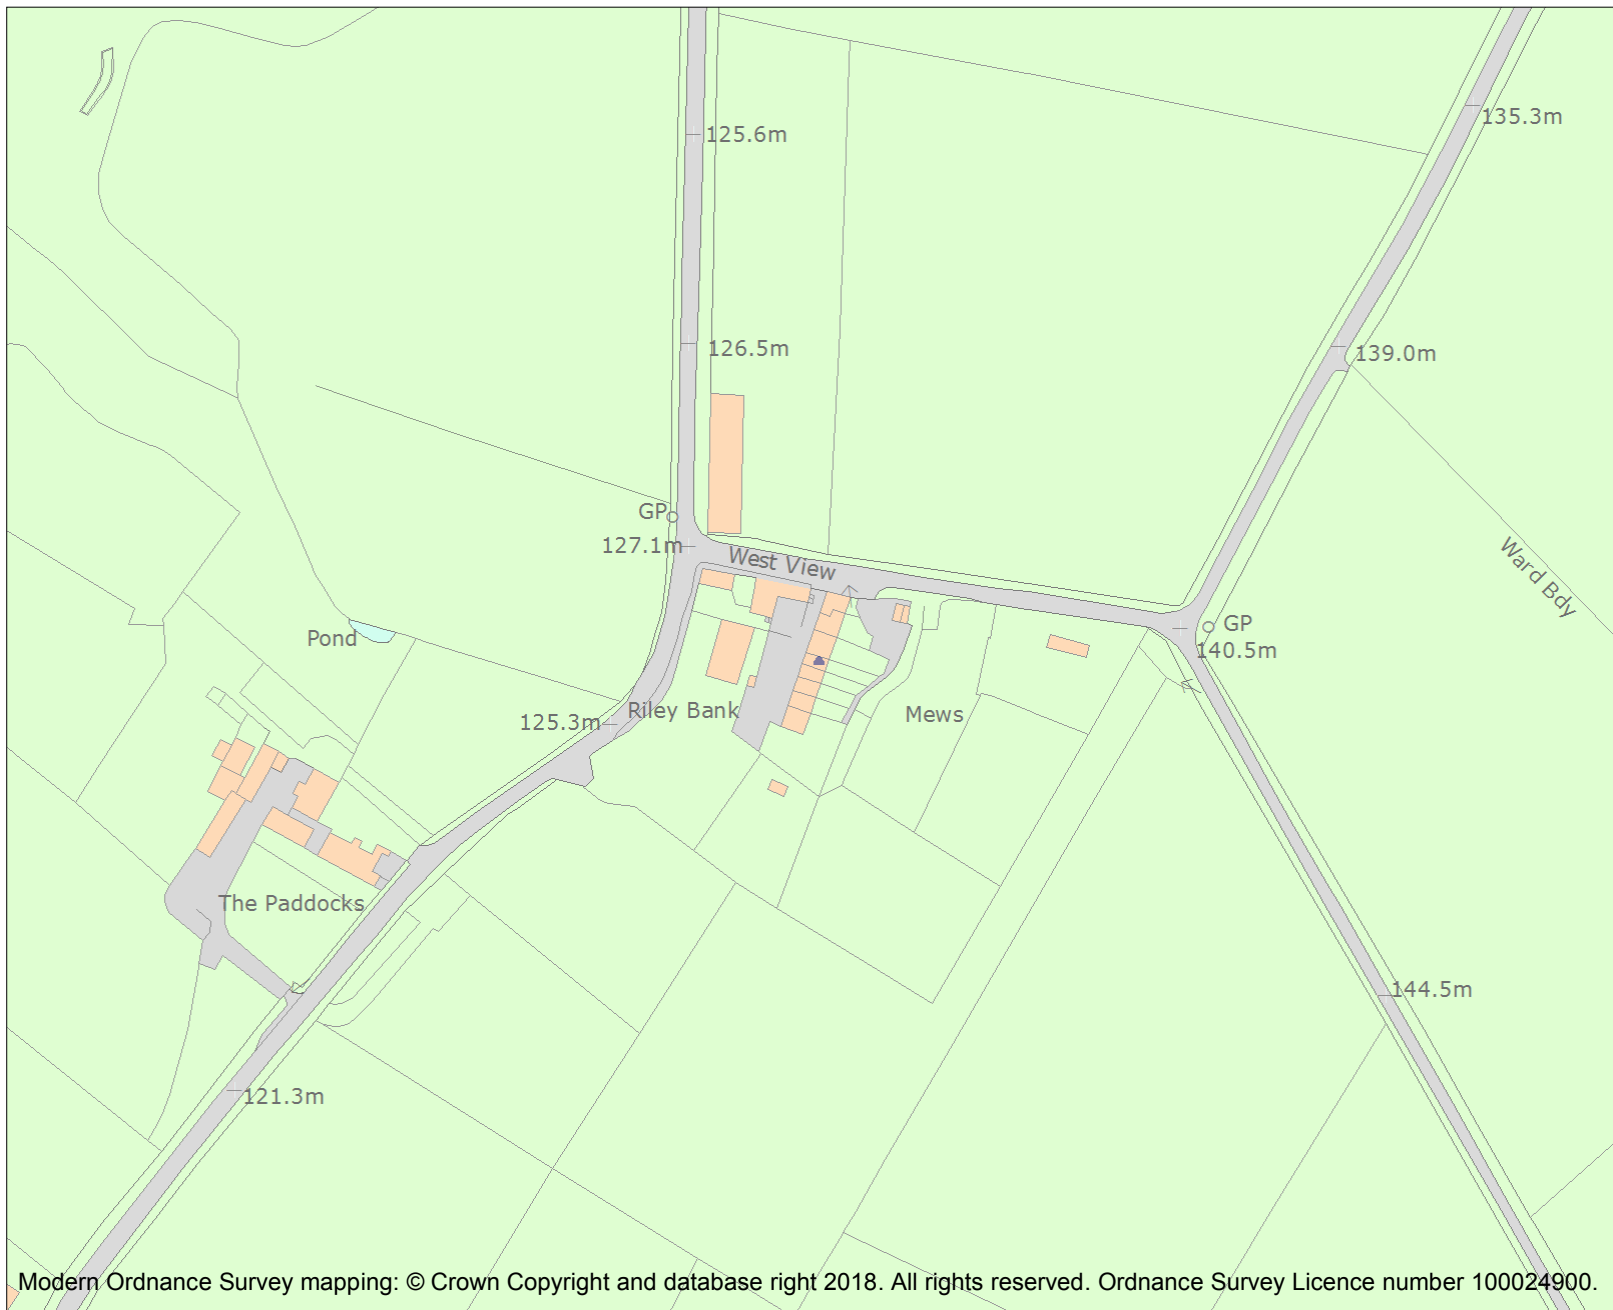 135.3m
125.6m
126.5m
139.0m
GP
127.1m
West View
Ward Bdy
GP
Pond
140.5m
Riley Bank
Mews
125.3m
The Paddocks
144.5m
121.3m
Modern Ordnance Survey mapping: © Crown Copyright and database right 2018. All rights reserved. Ordnance Survey Licence number 100024900.